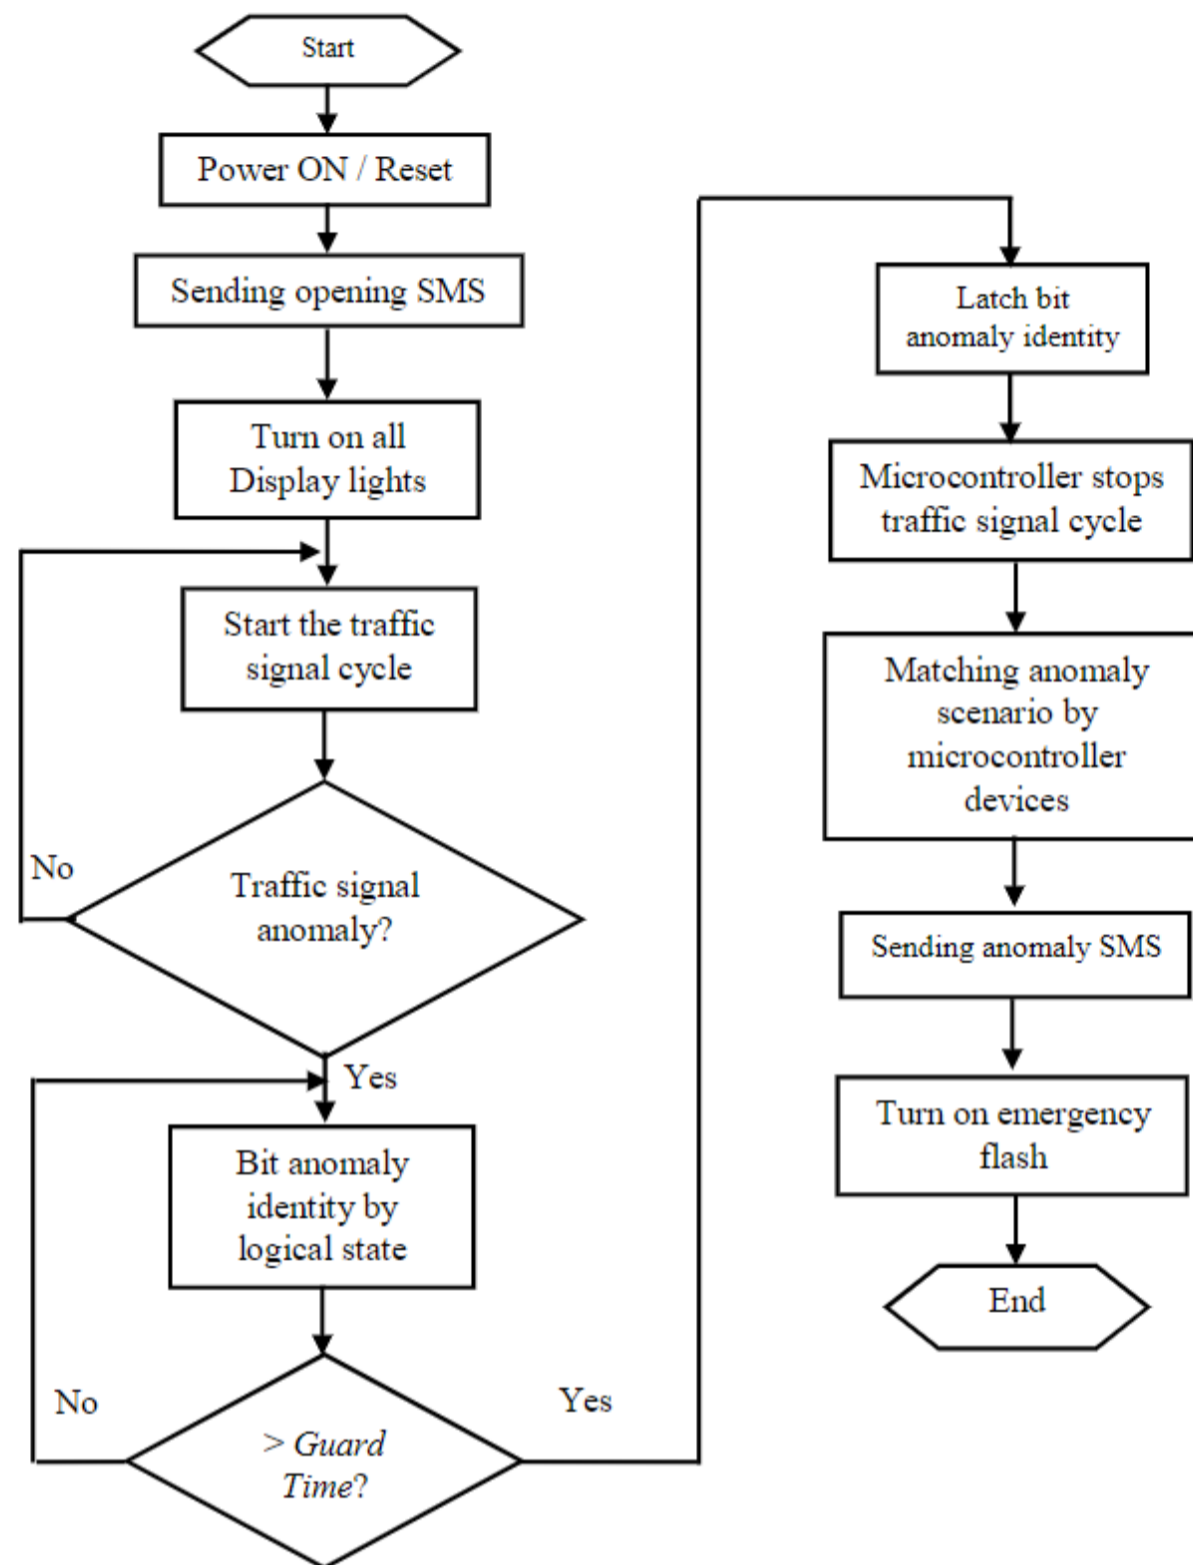 Start
Power ON / Reset
Sending opening SMS
Turn on all
Display lights
Start the traffic
signal cycle
No
Traffic signal
anomaly?
Yes
Bit anomaly
identity by
logical state
No
Yes
> Guard
Time?
Latch bit
anomaly identity
Microcontroller stops
traffic signal cycle
Matching anomaly
scenario by
microcontroller
devices
Sending anomaly SMS
Turn on emergency
flash
End